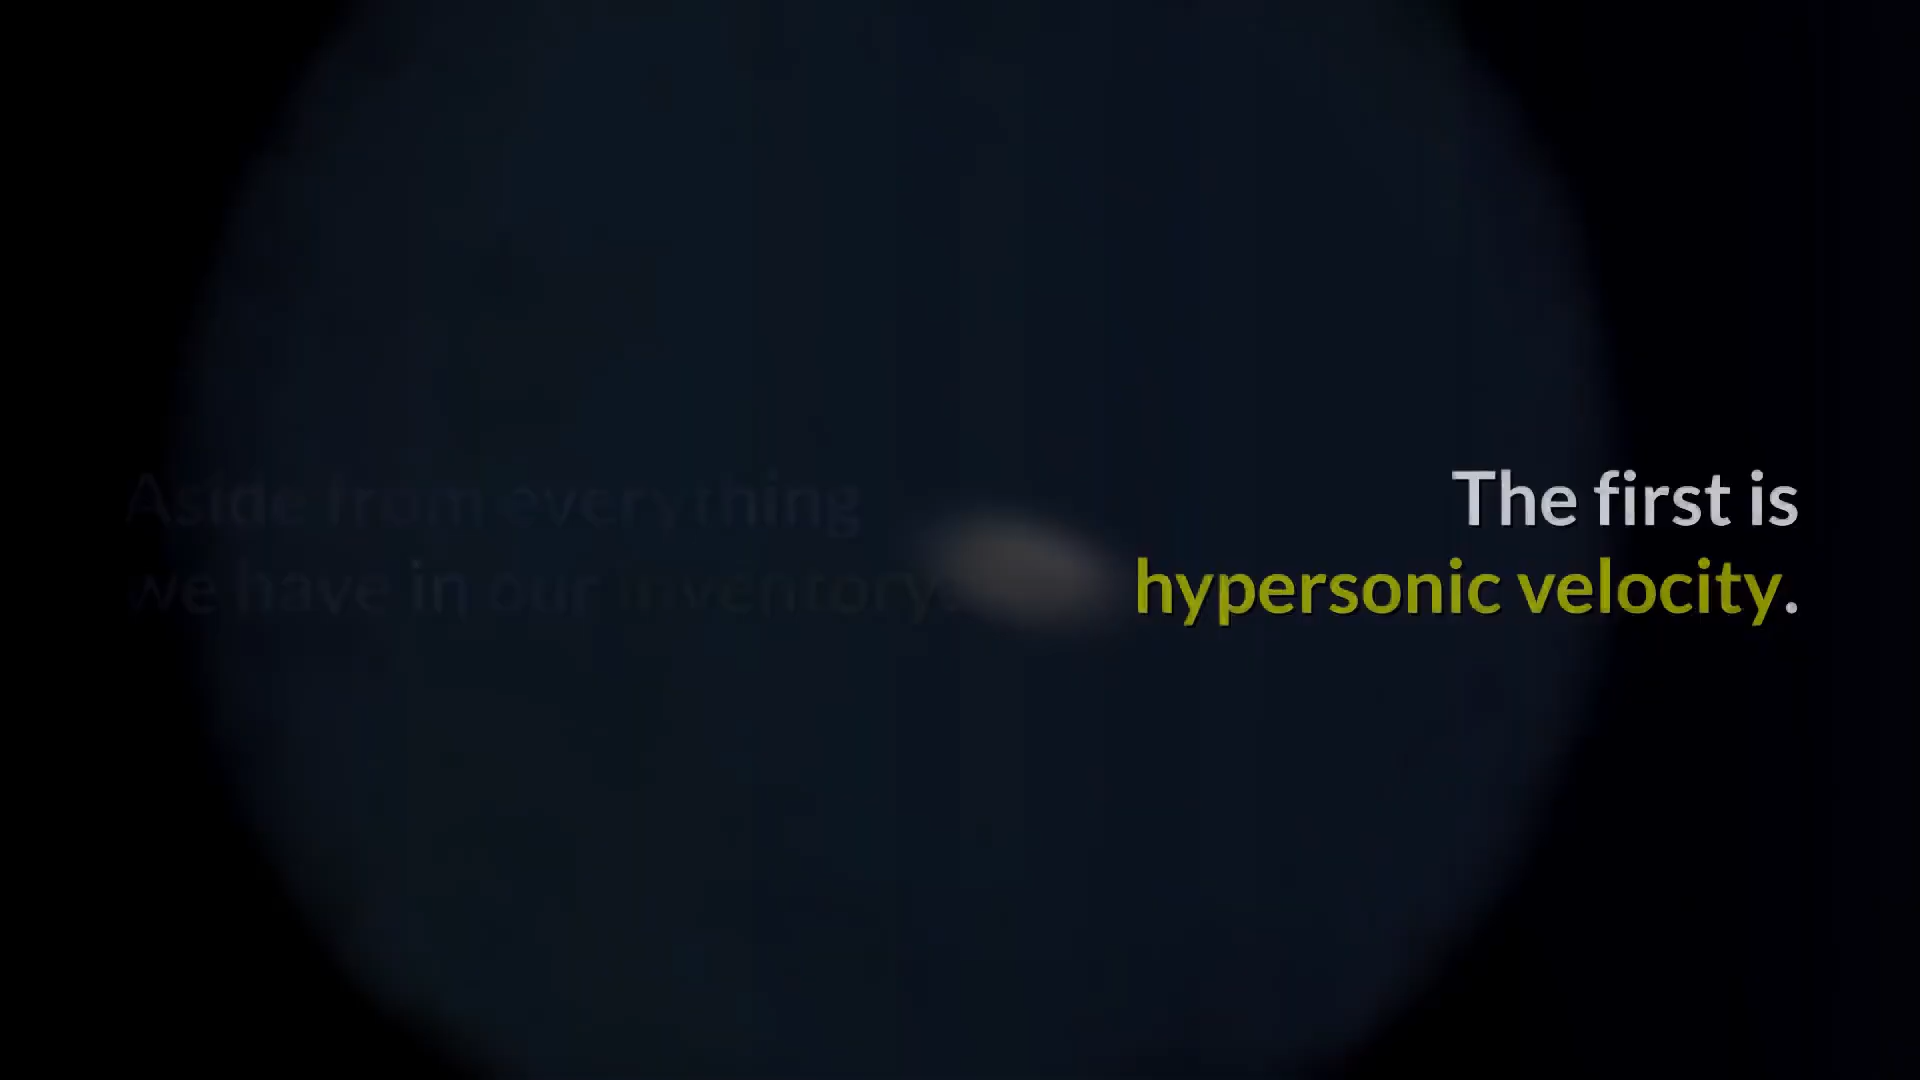 Aside from everything
we have in our inventory.
The first is
hypersonic velocity.